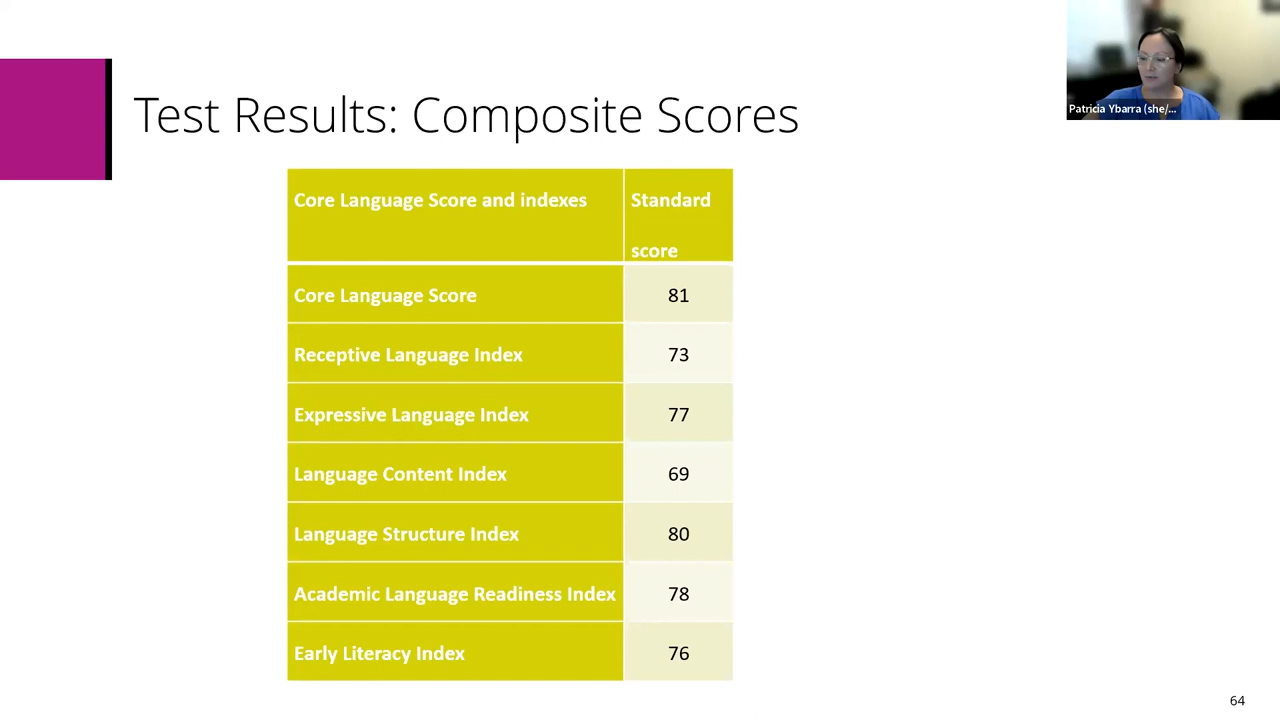 Patricia Ybarra (she/...
Test Results: Composite Scores
Core Language Score and indexes
Standard
score
Core Language Score 81
Receptive Language Index 73
Expressive Language Index 77
Language Content Index 69
Language Structure Index 80
Academic Language Readiness Index 78
Early Literacy Index 76
64